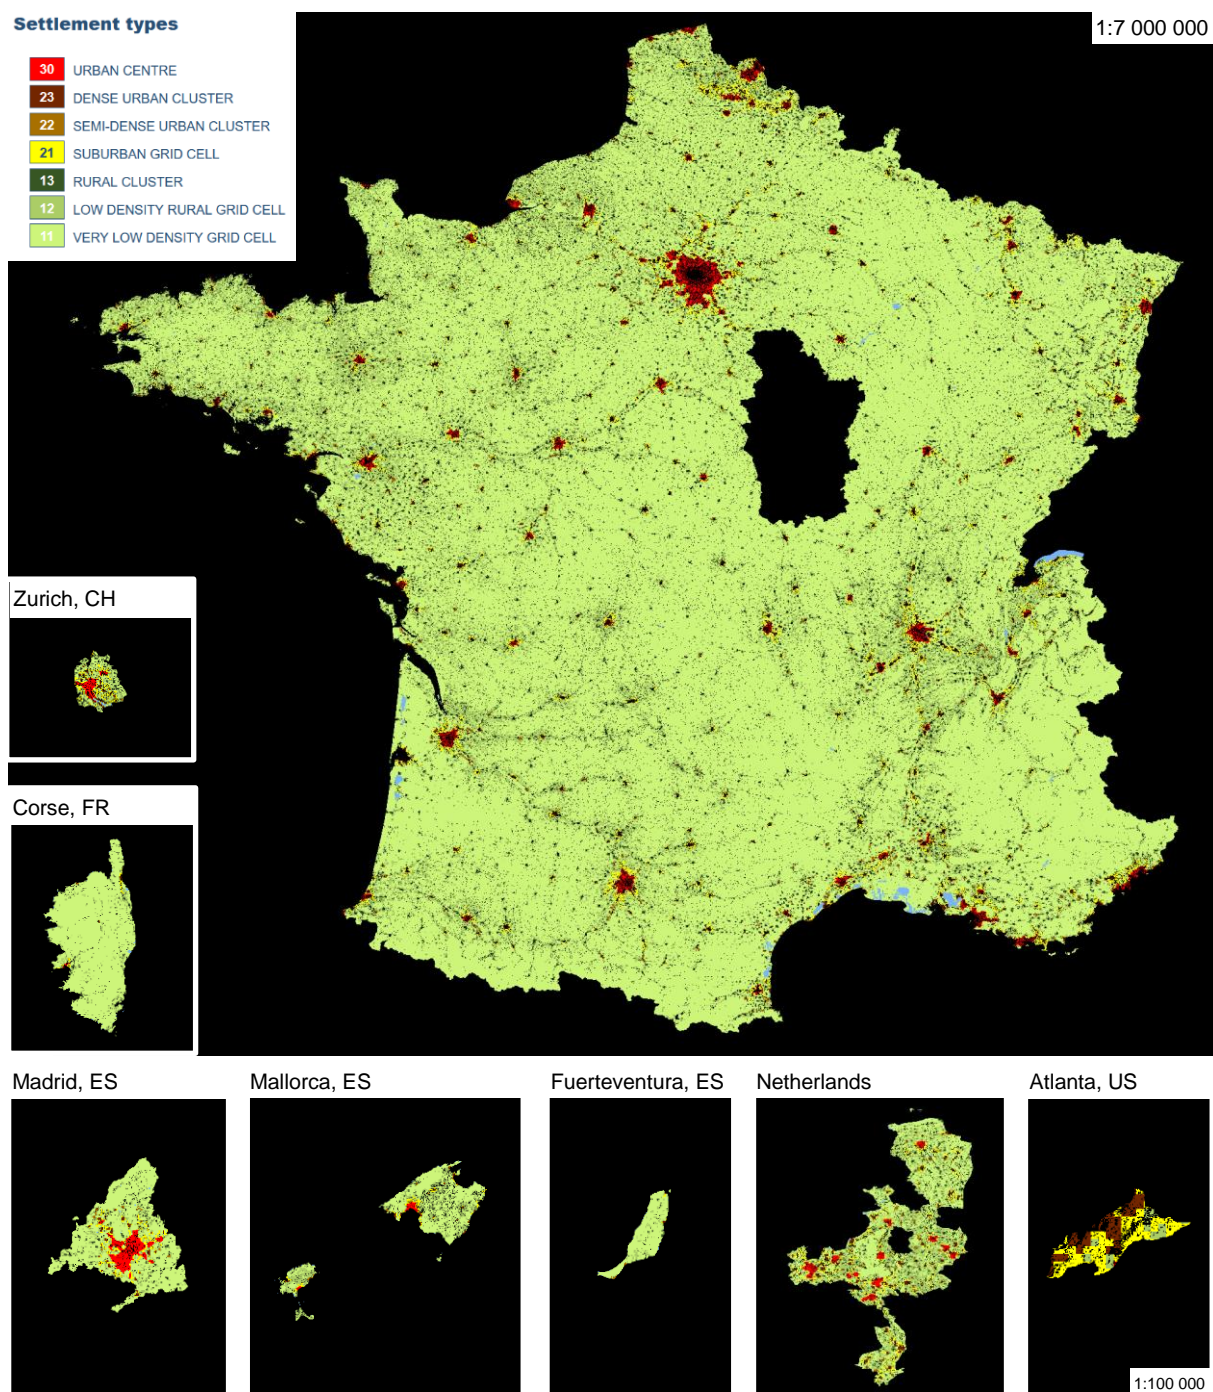 Settlement types
1:7 000 000
30 URBAN CENTRE
23 DENSE URBAN CLUSTER
22 SEMI-DENSE URBAN CLUSTER
21 SUBURBAN GRID CELL
13 RURAL CLUSTER
12 LOW DENSITY RURAL GRID CELL
11 VERY LOW DENSITY GRID CELL
Zurich, CH
Corse, FR
Madrid, ES
Mallorca, ES
Fuerteventura, ES
Netherlands
Atlanta, US
1:100 000